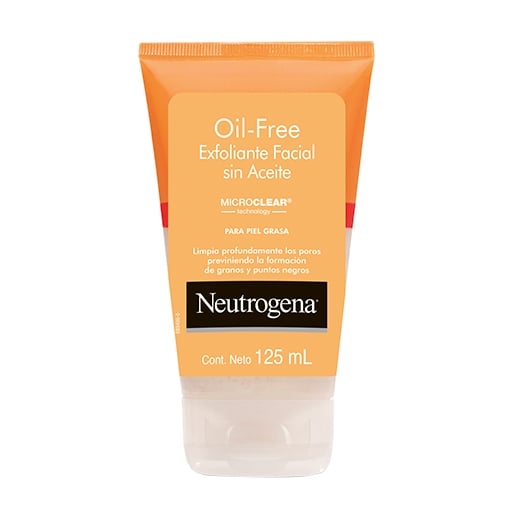 Oil-Free
Exfoliante Facial
sin Aceite
MICROCLEAR®
technology
PARA PIEL GRASA
Limpia profundamente los poros
previniendo la formación
de granos y puntos negros
Neutrogena®
Cont. Neto 125 mL